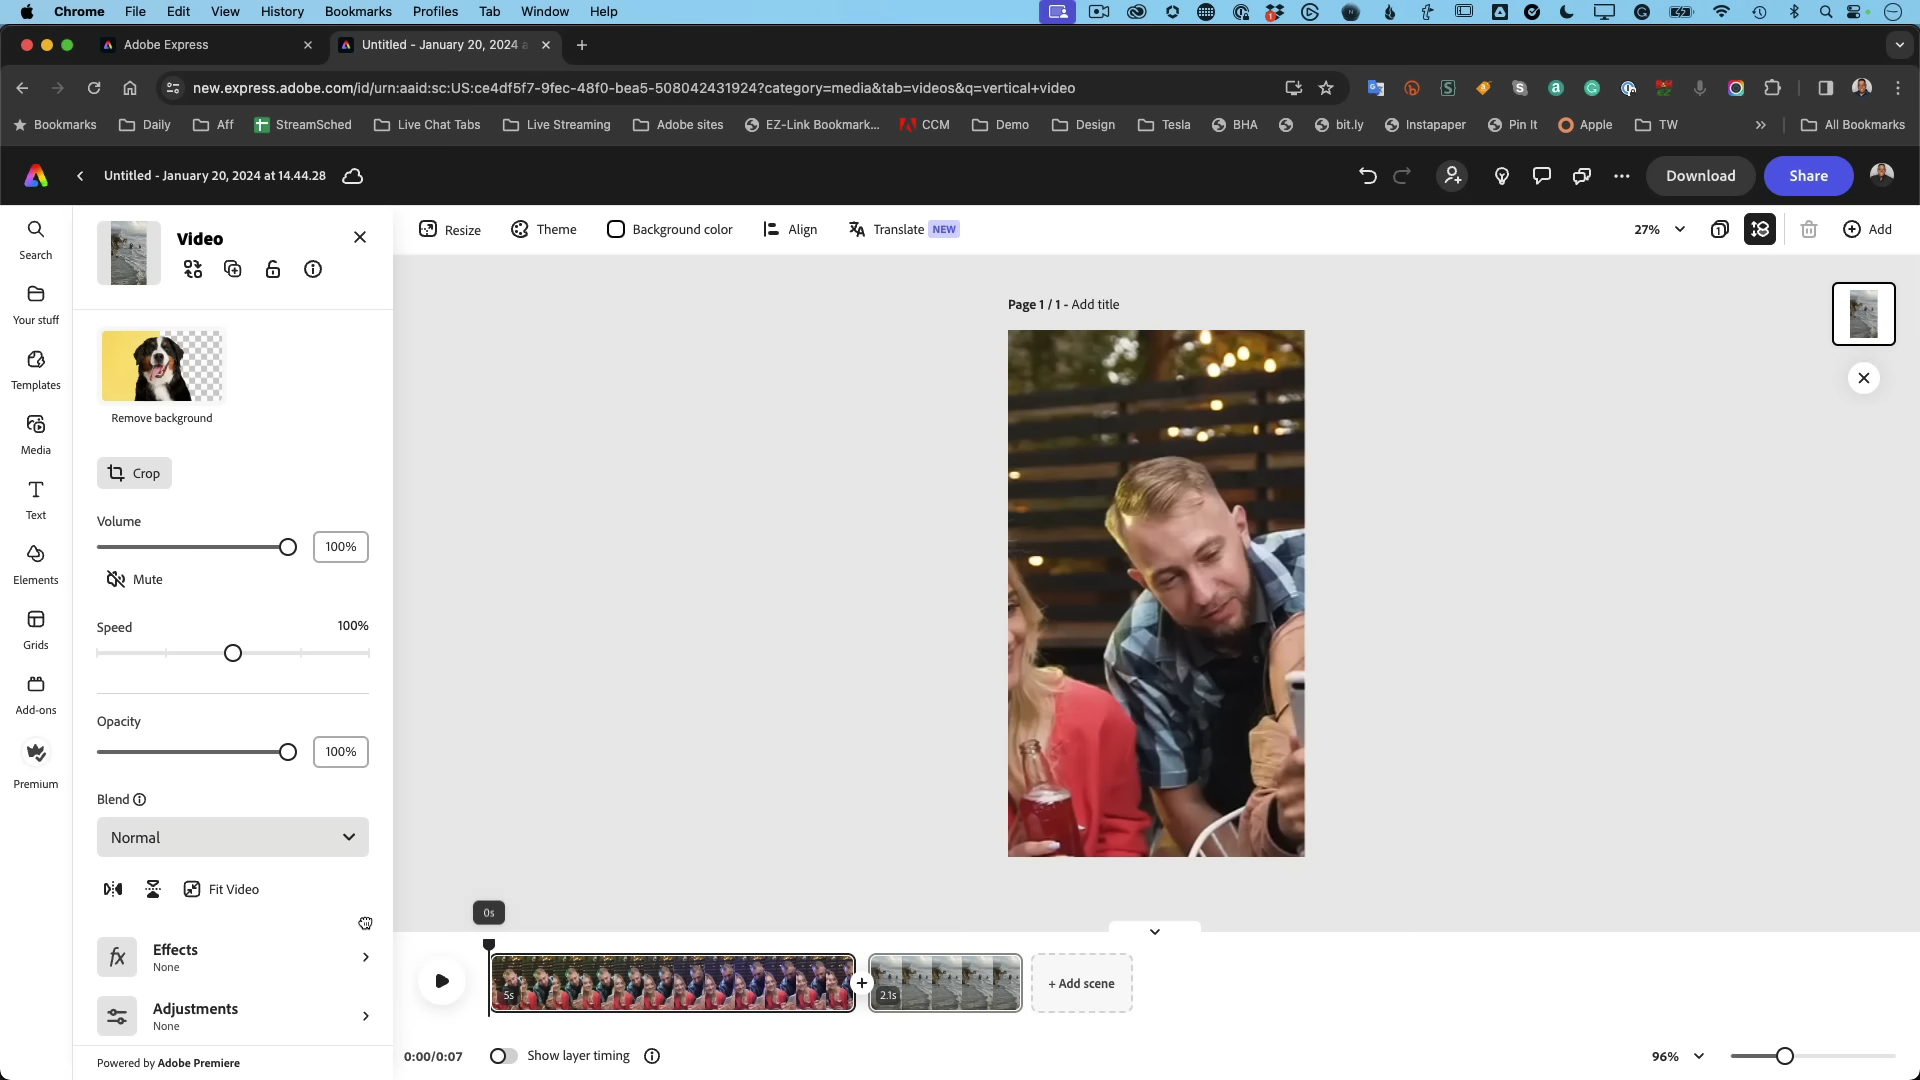 Chrome File Edit View History Bookmarks Profiles Tab Window Help
Adobe Express
Untitled - January 20, 2024 a
new.express.adobe.com/id/urn:aaid:sc:US:ce4df5f7-9fec-48f0-bea5-508042431924?category=media&tab=videos&q=vertical+video
Bookmarks Daily Aff StreamSched Live Chat Tabs Live Streaming Adobe sites EZ-Link Bookmark... CCM Demo Design Tesla BHA bit.ly Instapaper Pin It Apple TW » All Bookmarks
Untitled - January 20, 2024 at 14.44.28
Download
Share
Search
Your stuff
Templates
Media
Text
Elements
Grids
Add-ons
Premium
Video
Remove background
Crop
Volume
100%
Mute
Speed 100%
Opacity
100%
Blend
Normal
Fit Video
Effects
None
Adjustments
None
Powered by Adobe Premiere
Resize Theme Background color Align Translate NEW
27%
1
Add
Page 1 / 1 - Add title
0s
5s
2.1s
+ Add scene
0:00/0:07
Show layer timing
96%